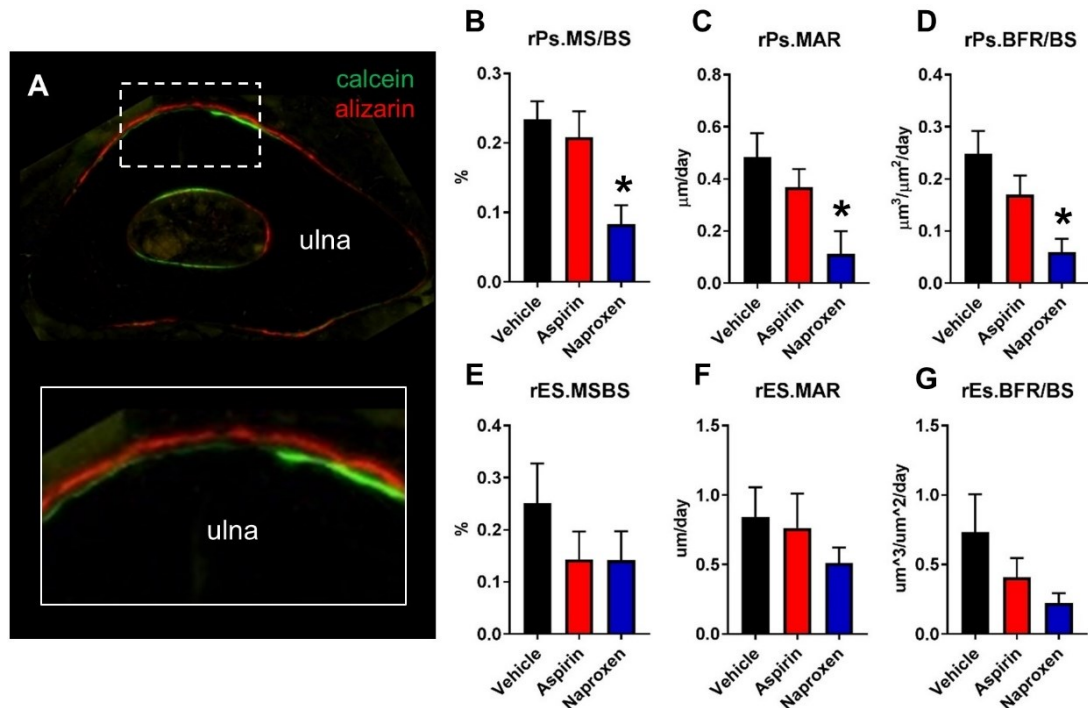 A
calcein
alizarin
ulna
ulna
B
rPs.MS/BS
%
0.3
0.2
0.1
0.0
Vehicle
Aspirin
*
Naproxen
C
rPs.MAR
μm/day
0.8
0.6
0.4
0.2
0.0
Vehicle
Aspirin
*
Naproxen
D
rPs.BFR/BS
μm³/μm²/day
0.4
0.3
0.2
0.1
0.0
Vehicle
Aspirin
*
Naproxen
E
rES.MSBS
%
0.4
0.3
0.2
0.1
0.0
Vehicle
Aspirin
Naproxen
F
rES.MAR
um/day
1.5
1.0
0.5
0.0
Vehicle
Aspirin
Naproxen
G
rEs.BFR/BS
um^3/um^2/day
1.5
1.0
0.5
0.0
Vehicle
Aspirin
Naproxen